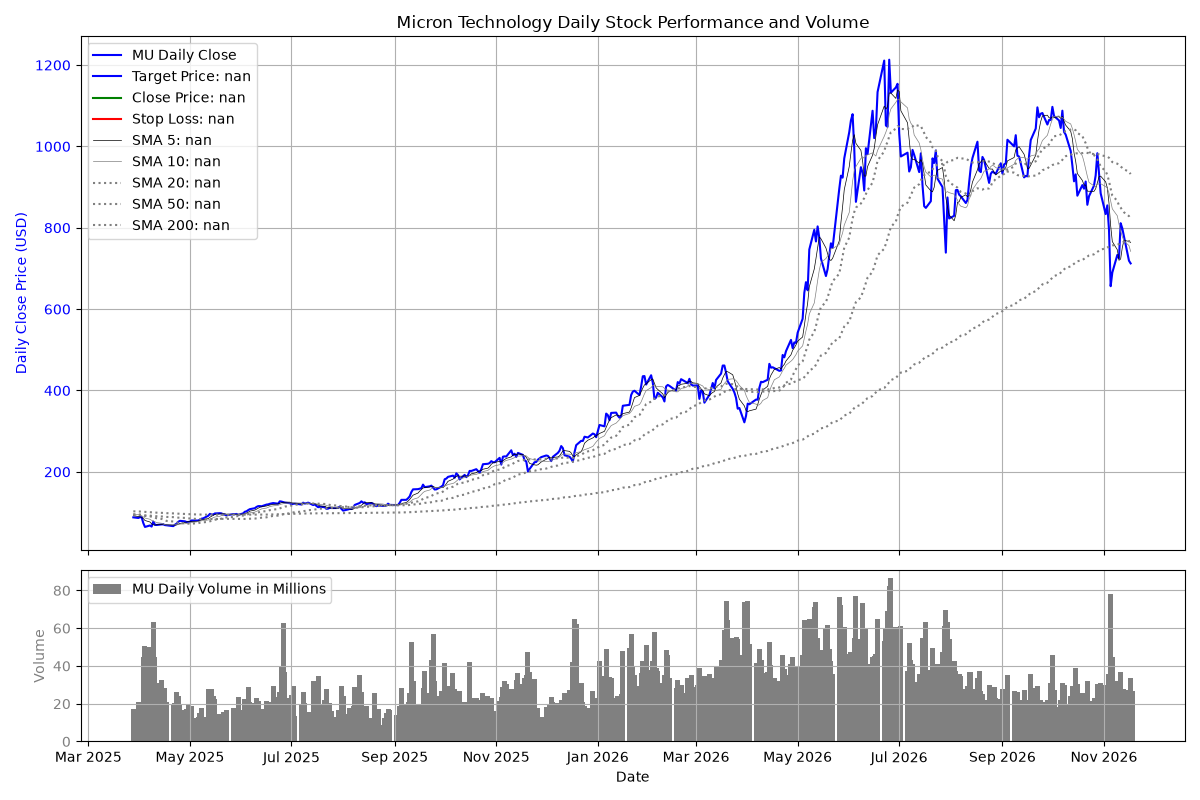 Micron Technology Daily Stock Performance and Volume
MU Daily Close
Target Price: nan
Close Price: nan
Stop Loss: nan
SMA 5: nan
SMA 10: nan
SMA 20: nan
SMA 50: nan
SMA 200: nan
Daily Close Price (USD)
1200
1000
800
600
400
200
MU Daily Volume in Millions
Volume
80
60
40
20
0
Mar 2025 May 2025 Jul 2025 Sep 2025 Nov 2025 Jan 2026 Mar 2026 May 2026 Jul 2026 Sep 2026 Nov 2026
Date